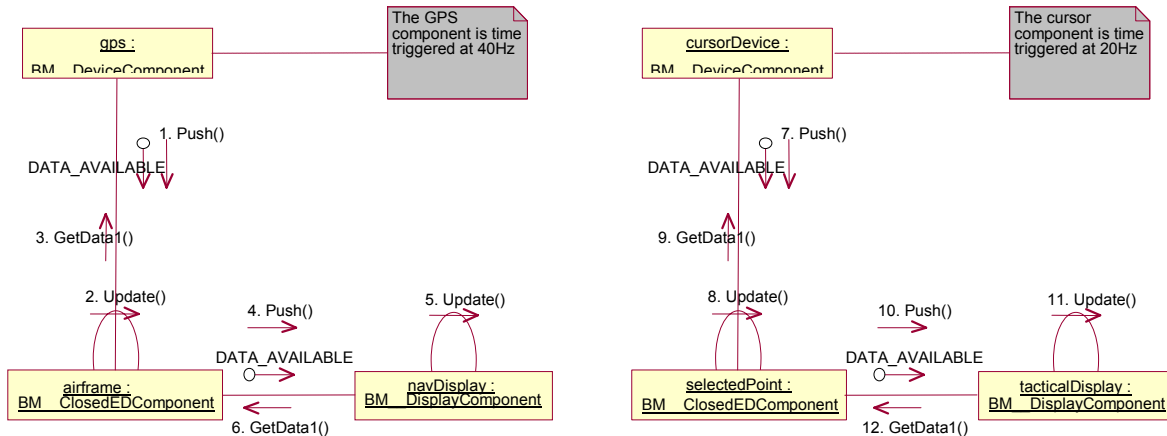 gps :
BM__DeviceComponent
The GPS
component is time
triggered at 40Hz
1. Push()
DATA_AVAILABLE
3. GetData1()
2. Update()
4. Push()
5. Update()
DATA_AVAILABLE
airframe :
BM__ClosedEDComponent
navDisplay :
BM__DisplayComponent
6. GetData1()
cursorDevice :
BM__DeviceComponent
The cursor
component is time
triggered at 20Hz
7. Push()
DATA_AVAILABLE
9. GetData1()
8. Update()
10. Push()
11. Update()
DATA_AVAILABLE
selectedPoint :
BM__ClosedEDComponent
tacticalDisplay :
BM__DisplayComponent
12. GetData1()